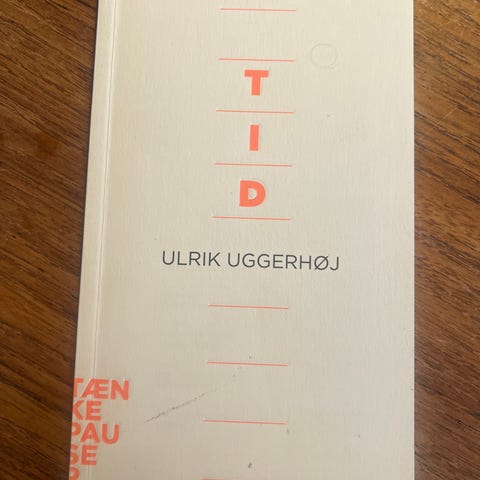 T
I
D
ULRIK UGGERHØJ
TÆN
KE
PAU
SE
R